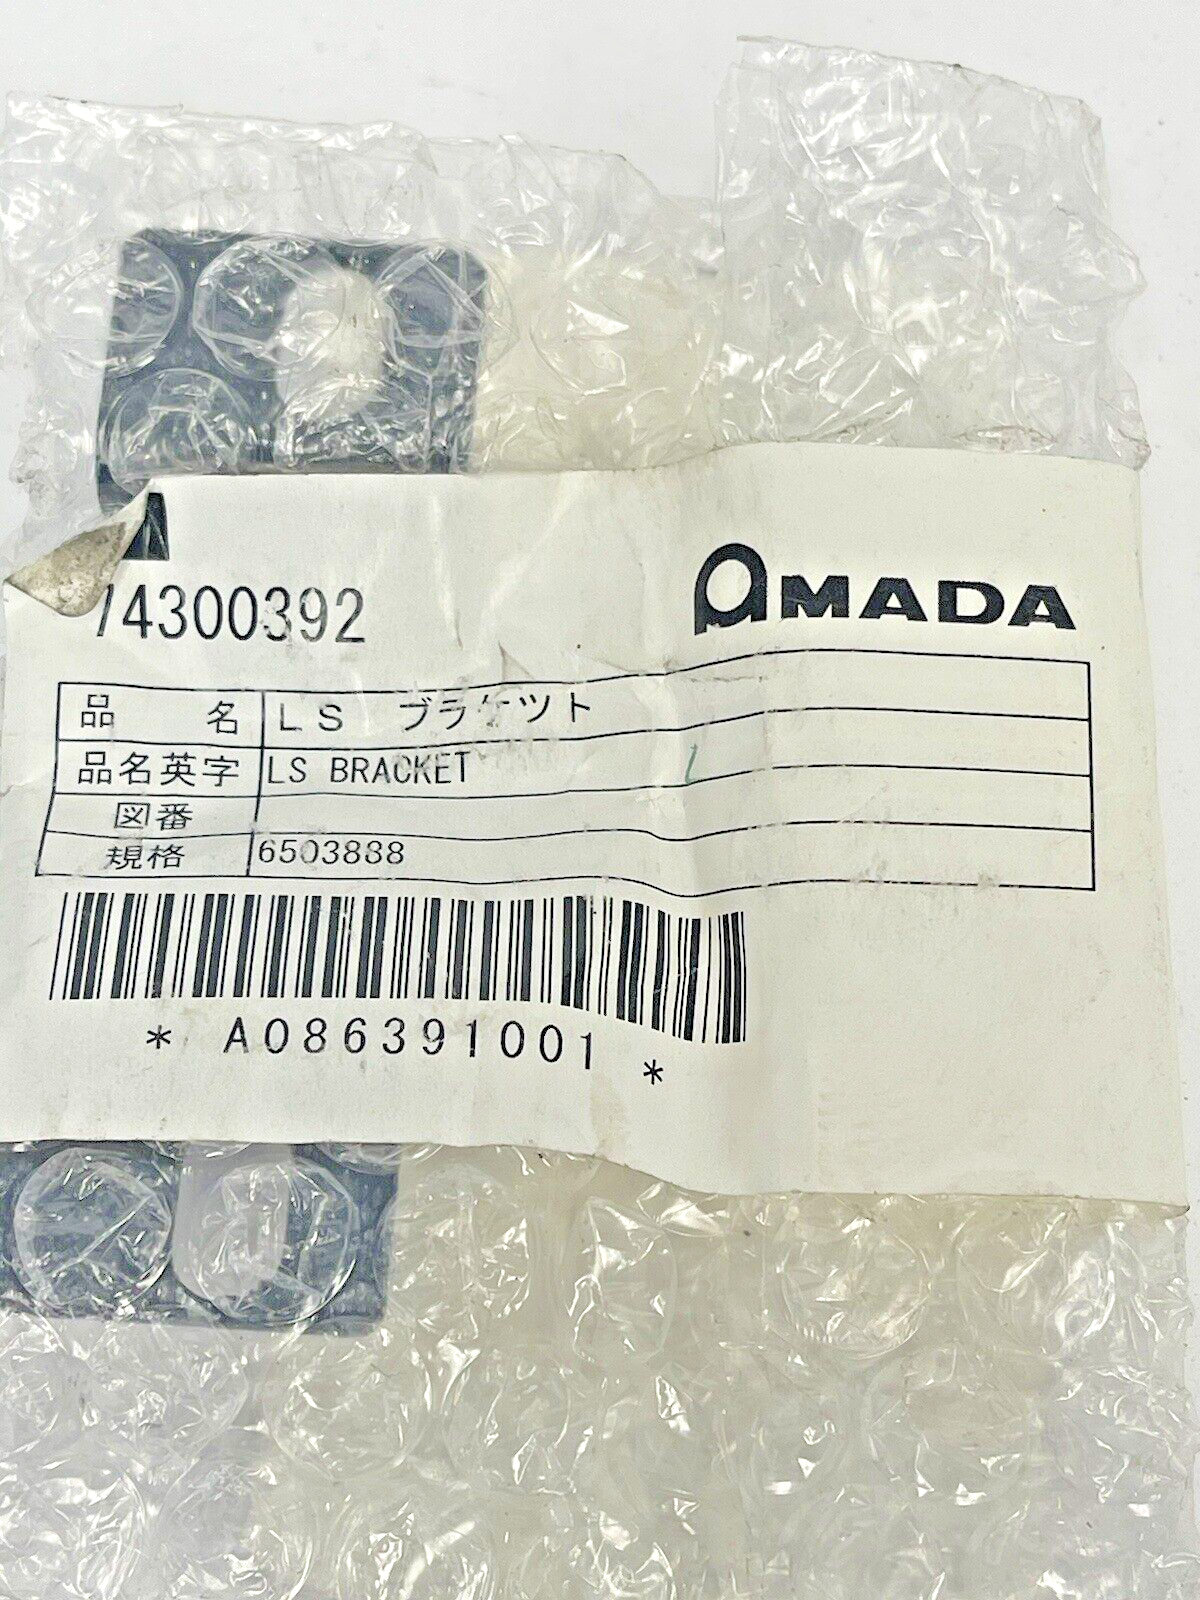 74300392
AMADA
品 名 LS ブラケツト
品名英字 LS BRACKET
図番
規格 6503888
* A086391001 *